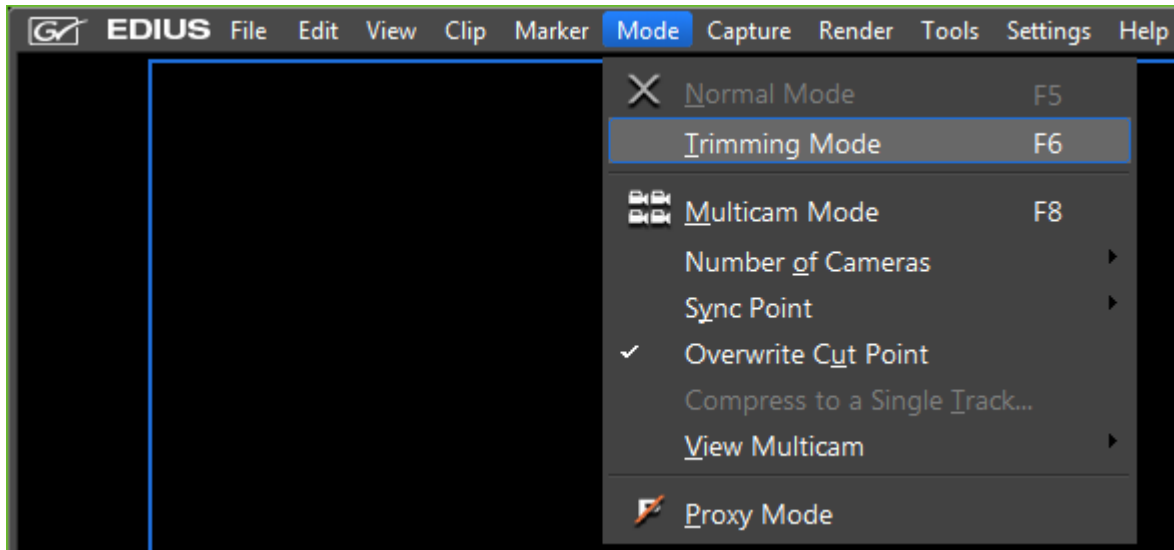 GV EDIUS File Edit View Clip Marker Mode Capture Render Tools Settings Help
Normal Mode F5
Trimming Mode F6
Multicam Mode F8
Number of Cameras
Sync Point
Overwrite Cut Point
Compress to a Single Track...
View Multicam
Proxy Mode